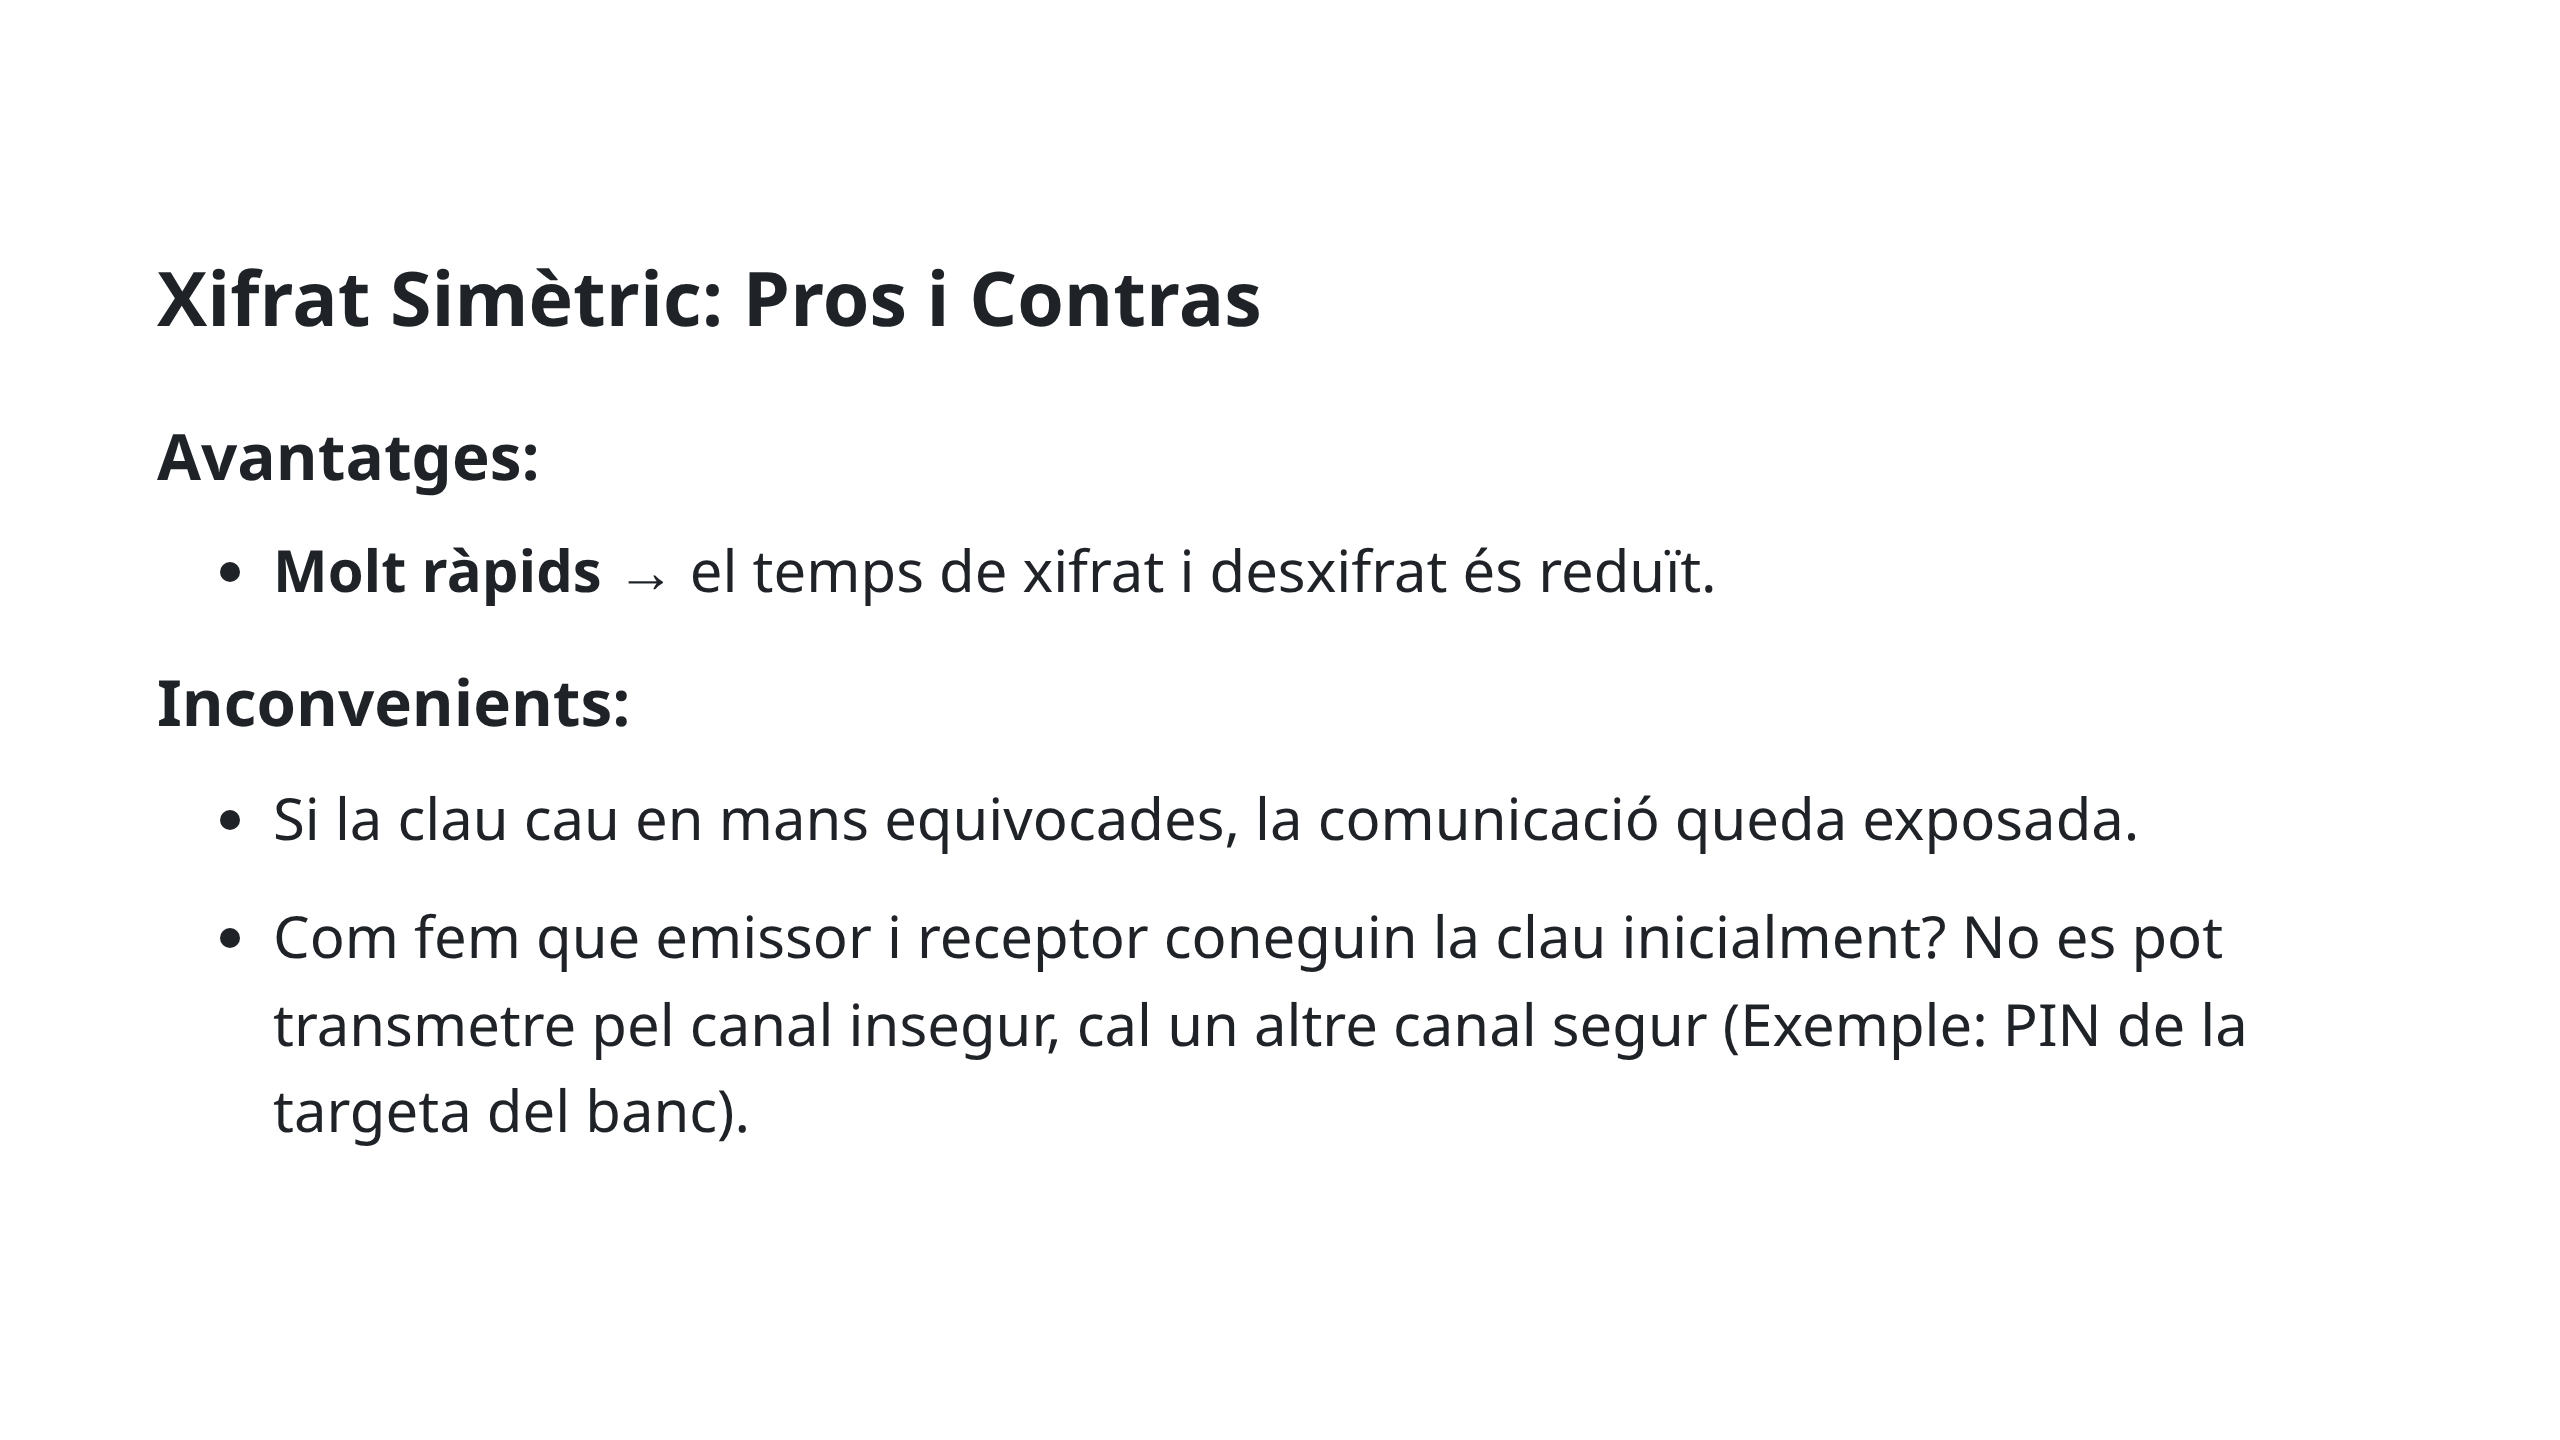 Xifrat Simètric: Pros i Contras
Avantatges:
• Molt ràpids → el temps de xifrat i desxifrat és reduït.
Inconvenients:
• Si la clau cau en mans equivocades, la comunicació queda exposada.
• Com fem que emissor i receptor coneguin la clau inicialment? No es pot
transmetre pel canal insegur, cal un altre canal segur (Exemple: PIN de la
targeta del banc).